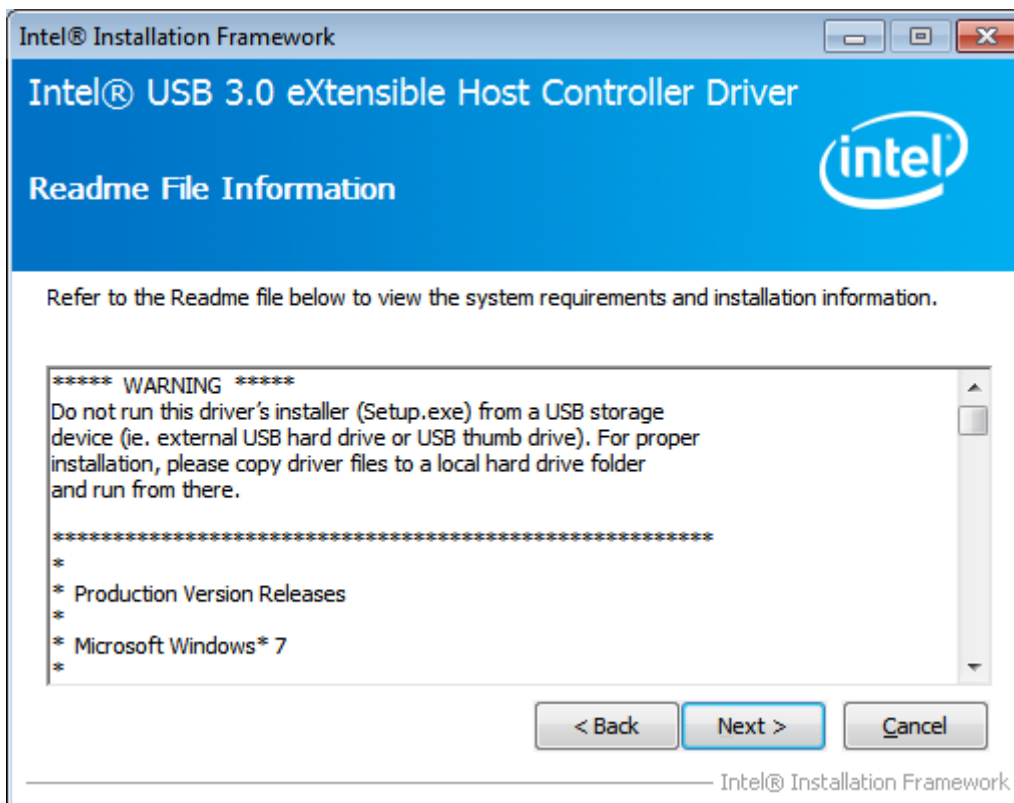 Intel® Installation Framework
Intel® USB 3.0 eXtensible Host Controller Driver
intel®
Readme File Information
Refer to the Readme file below to view the system requirements and installation information.
***** WARNING *****
Do not run this driver's installer (Setup.exe) from a USB storage
device (ie. external USB hard drive or USB thumb drive). For proper
installation, please copy driver files to a local hard drive folder
and run from there.
*******************************************************
*
* Production Version Releases
*
* Microsoft Windows* 7
*
< Back
Next >
Cancel
Intel® Installation Framework